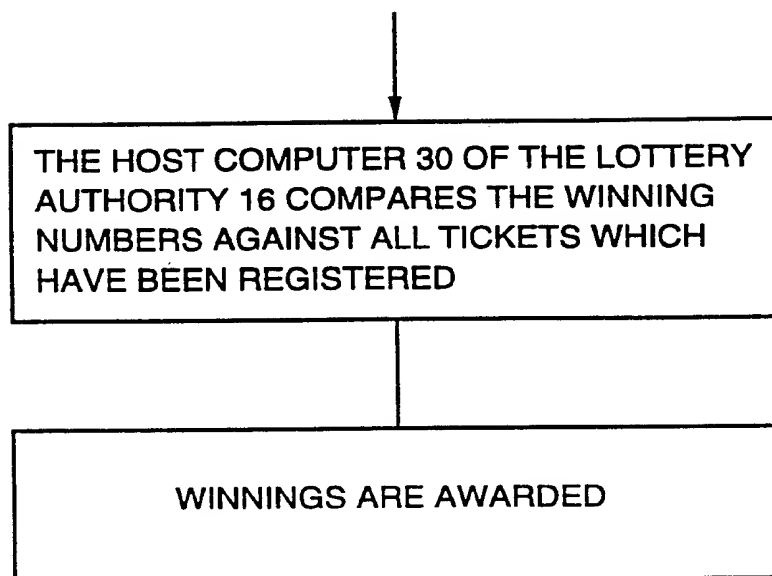 THE HOST COMPUTER 30 OF THE LOTTERY
AUTHORITY 16 COMPARES THE WINNING
NUMBERS AGAINST ALL TICKETS WHICH
HAVE BEEN REGISTERED
WINNINGS ARE AWARDED